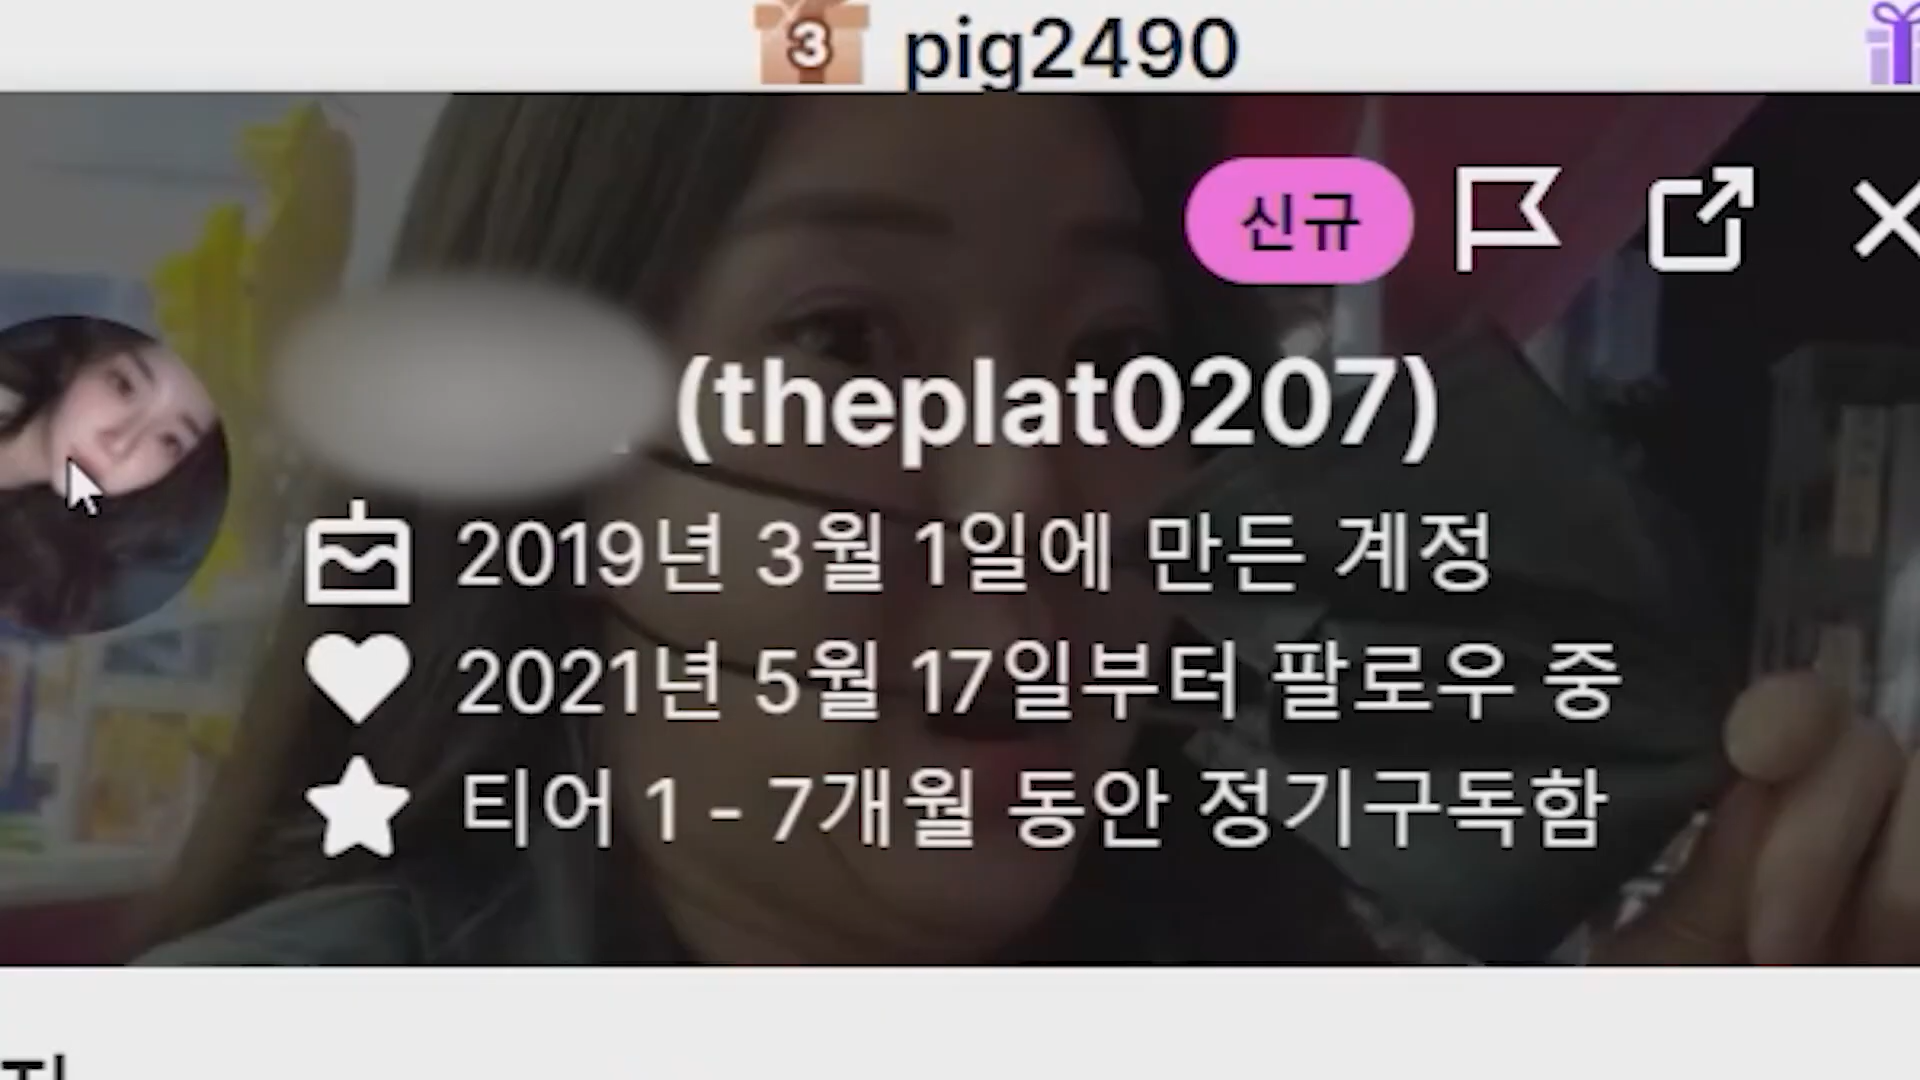 3 pig2490
신규
(theplat0207)
2019년 3월 1일에 만든 계정
2021년 5월 17일부터 팔로우 중
티어 1 - 7개월 동안 정기구독함